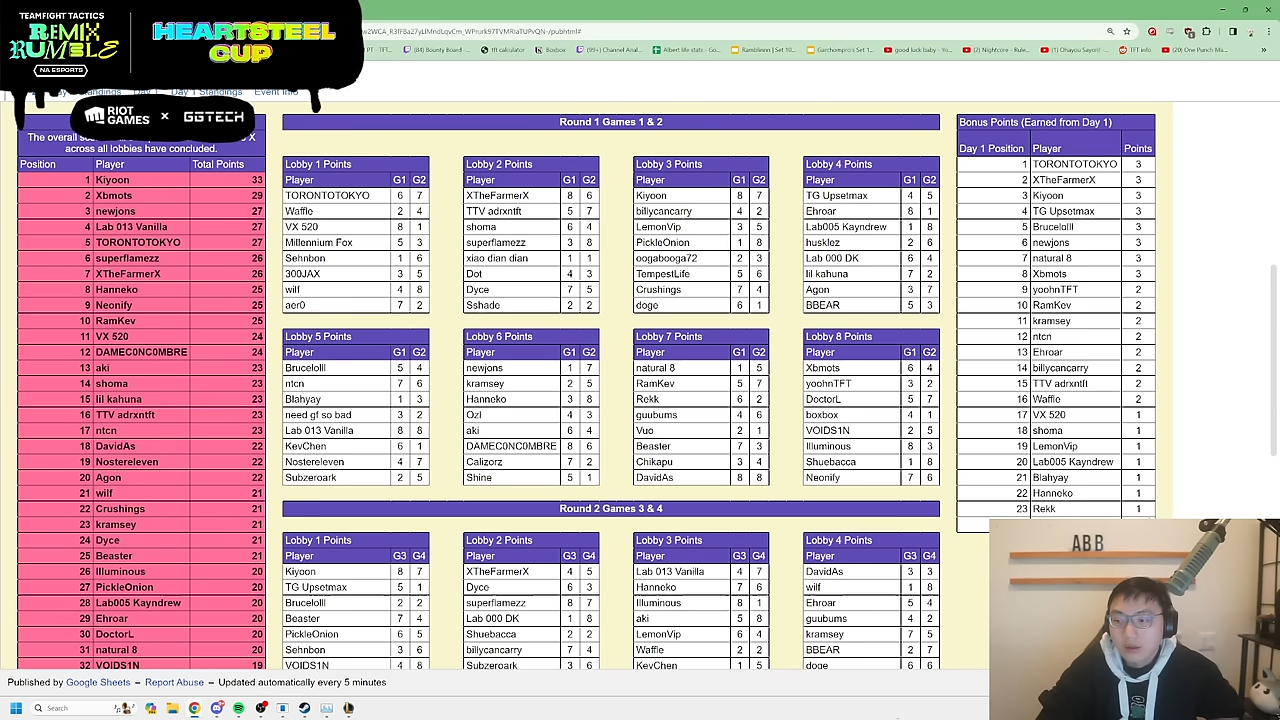 TEAMFIGHT TACTICS
REMIX
RUMBLE
NA ESPORTS
HEARTSTEEL
CUP
RIOT
GAMES × GGTECH
Day 1 Standings Event Info
The overall
X
across all lobbies have concluded.
Position Player Total Points
1 Kiyoon 33
2 Xbmots 29
3 newjons 27
4 Lab 013 Vanilla 27
5 TORONTOTOKYO 27
6 superflamezz 26
7 XTheFarmerX 26
8 Hanneko 25
9 Neonify 25
10 RamKev 25
11 VX 520 24
12 DAMEC0NC0MBRE 24
13 aki 23
14 shoma 23
15 lil kahuna 23
16 TTV adrxntft 23
17 ntcn 23
18 DavidAs 22
19 Nostereleven 22
20 Agon 22
21 wilf 21
22 Crushings 21
23 kramsey 21
24 Dyce 21
25 Beaster 21
26 Illuminous 20
27 PickleOnion 20
28 Lab005 Kayndrew 20
29 Ehroar 20
30 DoctorL 20
31 natural 8 20
32 VOIDS1N 19
Round 1 Games 1 & 2
Lobby 1 Points
Player G1 G2
TORONTOTOKYO 6 7
Waffle 2 4
VX 520 8 1
Millennium Fox 5 3
Sehnbon 1 6
300JAX 3 5
wilf 4 8
aer0 7 2
Lobby 2 Points
Player G1 G2
XTheFarmerX 8 6
TTV adrxntft 5 7
shoma 6 4
superflamezz 3 8
xiao dian dian 1 1
Dot 4 3
Dyce 7 5
Sshade 2 2
Lobby 3 Points
Player G1 G2
Kiyoon 8 7
billycancarry 4 2
LemonVip 3 5
PickleOnion 1 8
oogabooga72 2 3
TempestLife 5 6
Crushings 7 4
doge 6 1
Lobby 4 Points
Player G1 G2
TG Upsetmax 4 5
Ehroar 8 1
Lab005 Kayndrew 1 8
husklez 2 6
Lab 000 DK 6 4
lil kahuna 7 2
Agon 3 7
BBEAR 5 3
Lobby 5 Points
Player G1 G2
Brucelolll 5 4
ntcn 7 6
Blahyay 1 3
need gf so bad 3 2
Lab 013 Vanilla 8 8
KevChen 6 1
Nostereleven 4 7
Subzeroark 2 5
Lobby 6 Points
Player G1 G2
newjons 1 7
kramsey 2 5
Hanneko 3 8
Ozl 4 3
aki 6 4
DAMEC0NC0MBRE 8 6
Calizorz 7 2
Shine 5 1
Lobby 7 Points
Player G1 G2
natural 8 1 5
RamKev 5 7
Rekk 6 2
guubums 4 6
Vuo 2 1
Beaster 7 3
Chikapu 3 4
DavidAs 8 8
Lobby 8 Points
Player G1 G2
Xbmots 6 4
yoohnTFT 3 2
DoctorL 5 7
boxbox 4 1
VOIDS1N 2 5
Illuminous 8 3
Shuebacca 1 8
Neonify 7 6
Round 2 Games 3 & 4
Lobby 1 Points
Player G3 G4
Kiyoon 8 7
TG Upsetmax 5 1
Brucelolll 2 2
Beaster 7 4
PickleOnion 6 5
Sehnbon 3 6
VOIDS1N 4 8
Lobby 2 Points
Player G3 G4
XTheFarmerX 4 5
Dyce 6 3
superflamezz 8 7
Lab 000 DK 1 8
Shuebacca 2 2
billycancarry 7 4
Subzeroark 3 6
Lobby 3 Points
Player G3 G4
Lab 013 Vanilla 4 7
Hanneko 7 6
Illuminous 8 1
aki 5 8
LemonVip 6 4
Waffle 2 2
KevChen 1 5
Lobby 4 Points
Player G3 G4
DavidAs 3 3
wilf 1 8
Ehroar 5 4
guubums 4 2
kramsey 7 5
BBEAR 2 7
doge 6 6
Bonus Points (Earned from Day 1)
Day 1 Position Player Points
1 TORONTOTOKYO 3
2 XTheFarmerX 3
3 Kiyoon 3
4 TG Upsetmax 3
5 Brucelolll 3
6 newjons 3
7 natural 8 3
8 Xbmots 3
9 yoohnTFT 2
10 RamKev 2
11 kramsey 2
12 ntcn 2
13 Ehroar 2
14 billycancarry 2
15 TTV adrxntft 2
16 Waffle 2
17 VX 520 1
18 shoma 1
19 LemonVip 1
20 Lab005 Kayndrew 1
21 Blahyay 1
22 Hanneko 1
23 Rekk 1
ABB
Published by Google Sheets – Report Abuse – Updated automatically every 5 minutes
Search